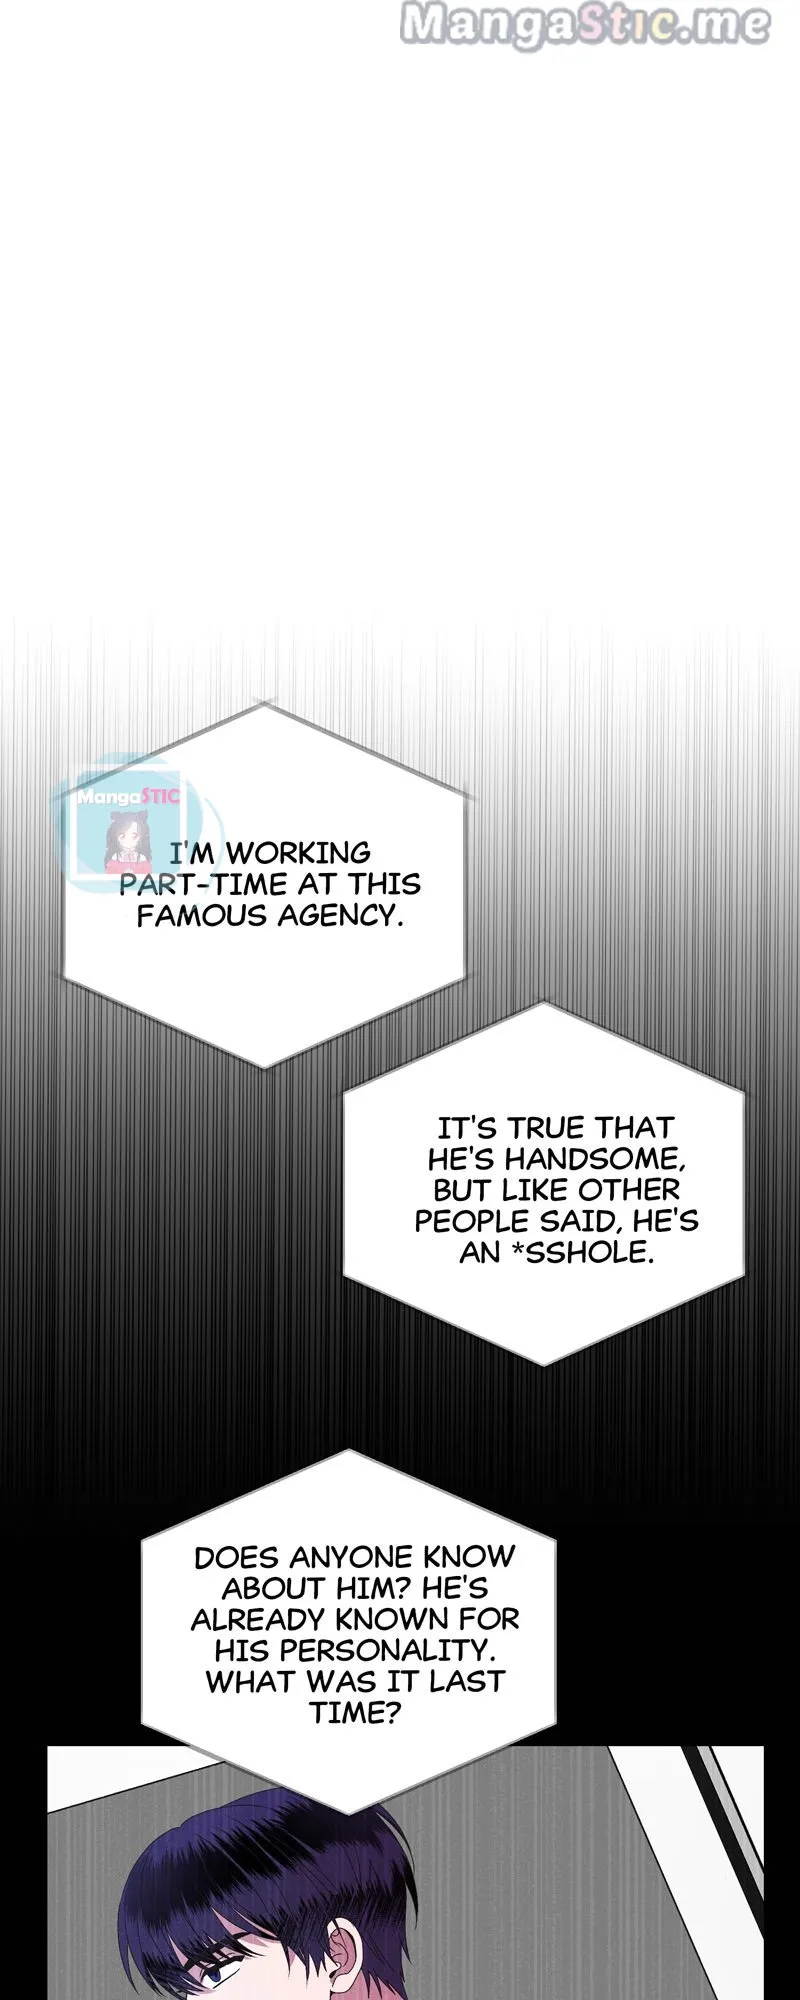 MangaStic.me
MangaSTIC
I'M WORKING
PART-TIME AT THIS
FAMOUS AGENCY.
IT'S TRUE THAT
HE'S HANDSOME,
BUT LIKE OTHER
PEOPLE SAID, HE'S
AN *SSHOLE.
DOES ANYONE KNOW
ABOUT HIM? HE'S
ALREADY KNOWN FOR
HIS PERSONALITY.
WHAT WAS IT LAST
TIME?